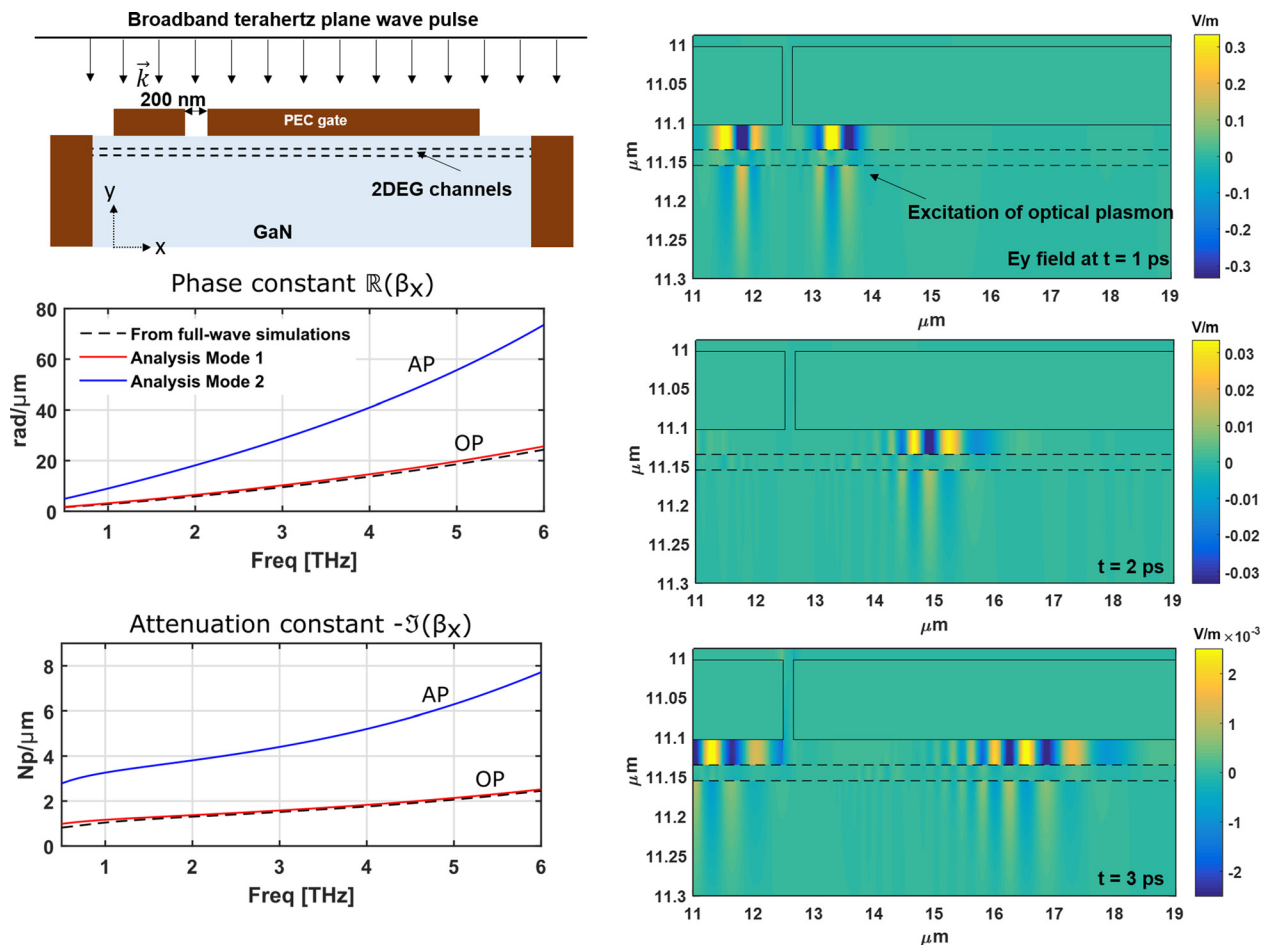 Broadband terahertz plane wave pulse
k
200 nm
PEC gate
2DEG channels
y
x
GaN
Phase constant ℝ(βx)
80
60
40
20
0
rad/μm
From full-wave simulations
Analysis Mode 1
Analysis Mode 2
AP
OP
1 2 3 4 5 6
Freq [THz]
Attenuation constant -ℑ(βx)
8
6
4
2
0
Np/μm
AP
OP
1 2 3 4 5 6
Freq [THz]
V/m
11
11.05
11.1
11.15
11.2
11.25
11.3
μm
Excitation of optical plasmon
Ey field at t = 1 ps
11 12 13 14 15 16 17 18 19
μm
0.3
0.2
0.1
0
-0.1
-0.2
-0.3
V/m
11
11.05
11.1
11.15
11.2
11.25
11.3
μm
t = 2 ps
11 12 13 14 15 16 17 18 19
μm
0.03
0.02
0.01
0
-0.01
-0.02
-0.03
V/m ×10⁻³
11
11.05
11.1
11.15
11.2
11.25
11.3
μm
t = 3 ps
11 12 13 14 15 16 17 18 19
μm
2
1
0
-1
-2